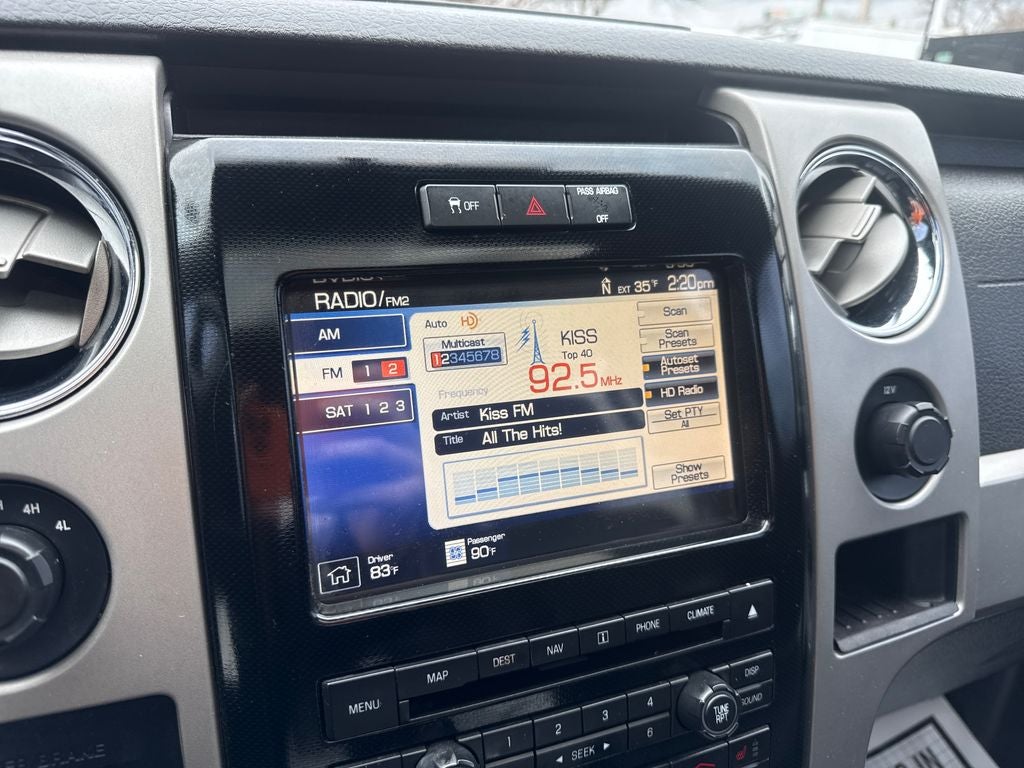 OFF
PASS AIRBAG
OFF
RADIO/FM2
N EXT 35°F 2:20pm
AM
Auto HD
Scan
Multicast
12345678
KISS
Top 40
Scan
Presets
FM 1 2
92.5 MHz
Autoset
Presets
Frequency
HD Radio
SAT 1 2 3
Artist Kiss FM
Set PTY
All
Title All The Hits!
Show
Presets
Driver
83°F
Passenger
90°F
12V
4H
4L
MENU
MAP
DEST
NAV
i
PHONE
CLIMATE
DISP
SOUND
TUNE
RPT
1
2
3
4
SEEK
6
BRAKE